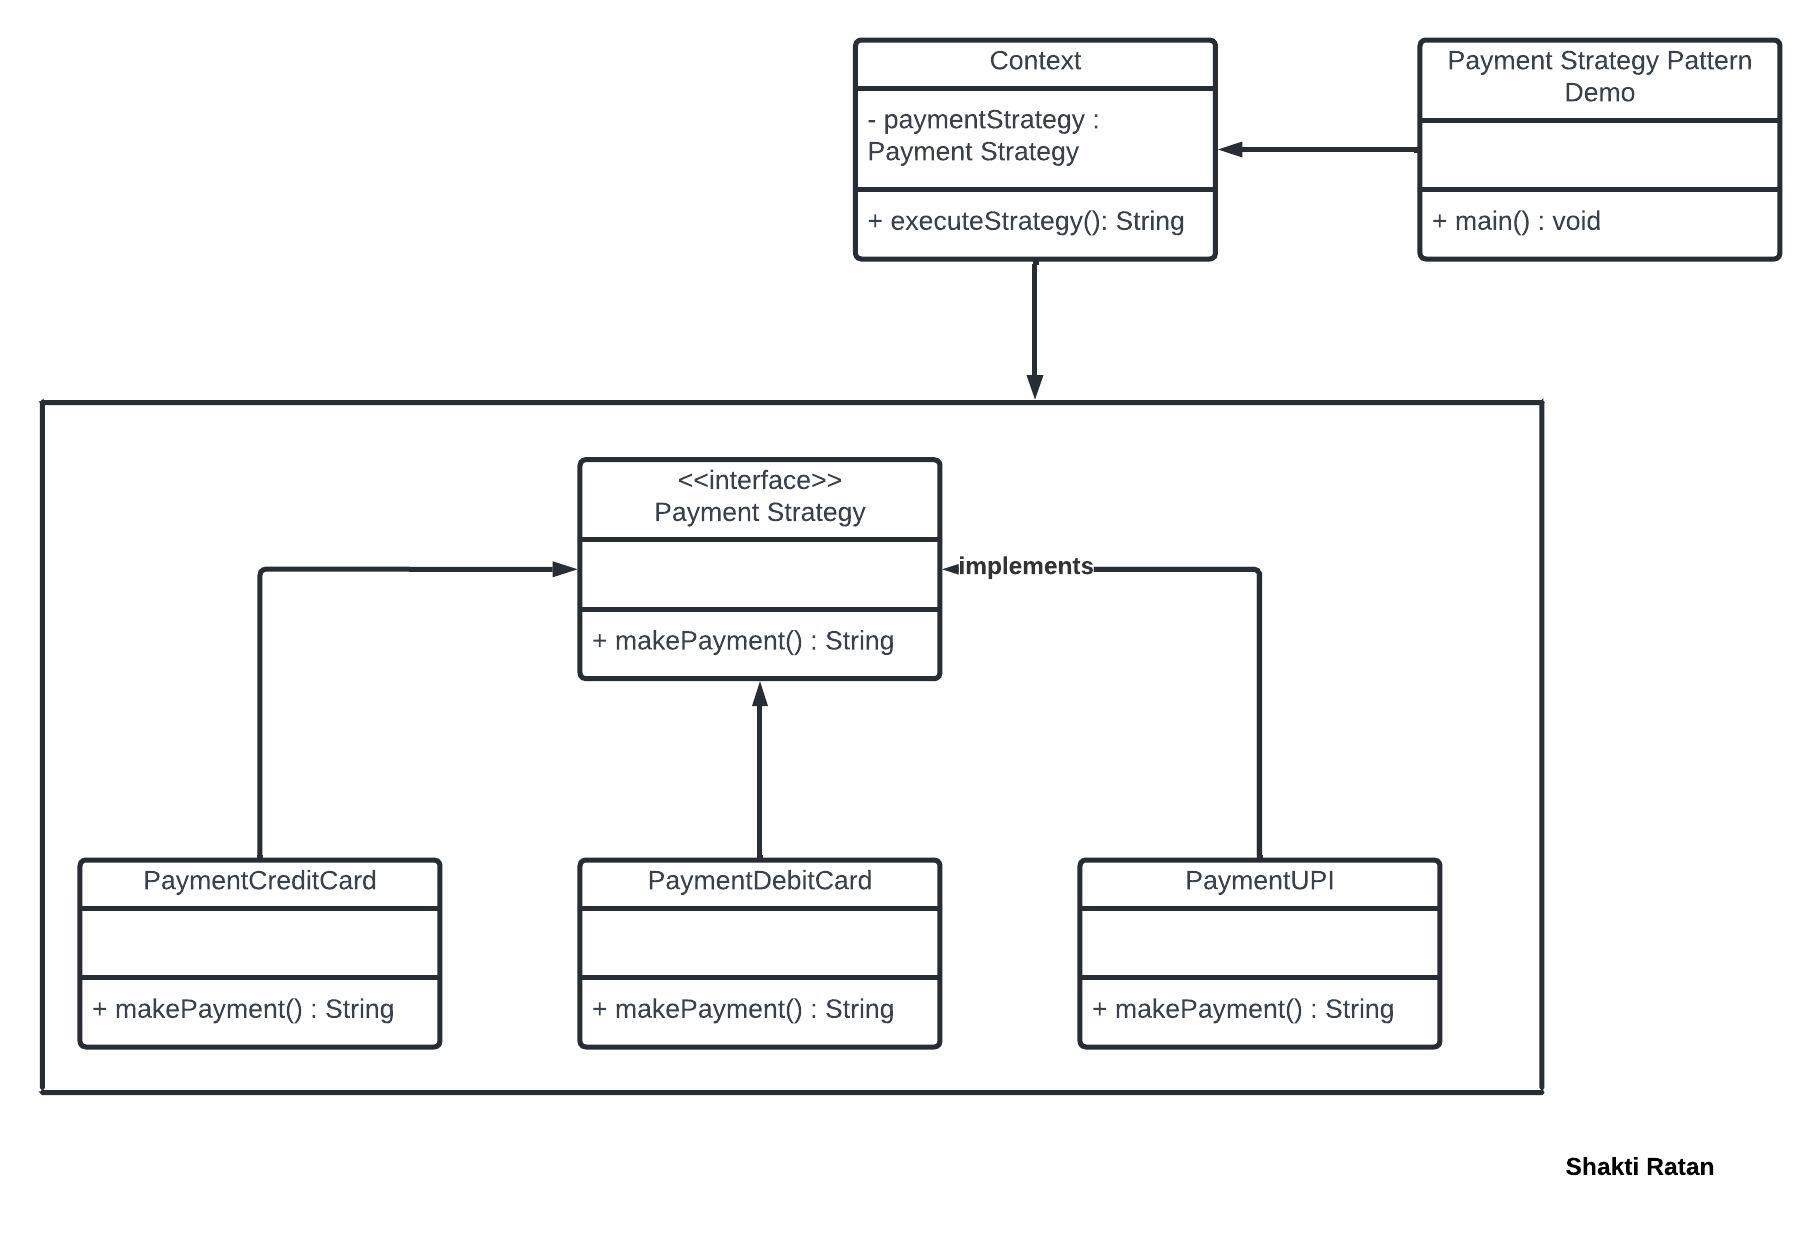 Context
- paymentStrategy :
Payment Strategy
+ executeStrategy(): String
Payment Strategy Pattern
Demo
+ main() : void
<<interface>>
Payment Strategy
+ makePayment() : String
implements
PaymentCreditCard
+ makePayment() : String
PaymentDebitCard
+ makePayment() : String
PaymentUPI
+ makePayment() : String
Shakti Ratan